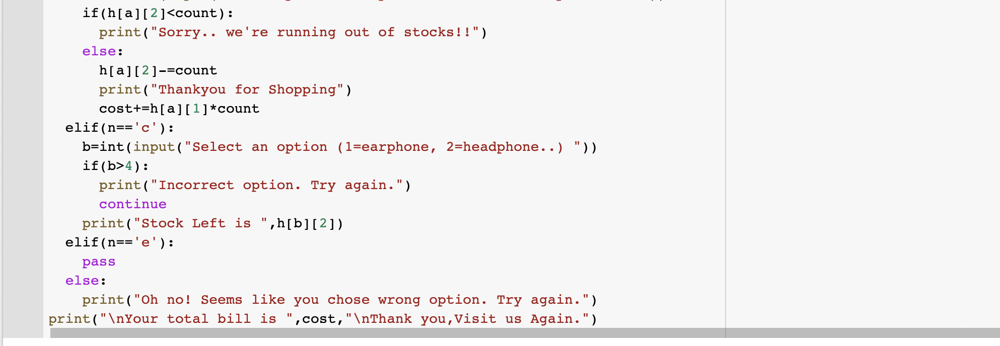 if(h[a][2]<count):
print("Sorry.. we're running out of stocks!!")
else:
h[a][2]-=count
print("Thankyou for Shopping")
cost+=h[a][1]*count
elif(n=='c'):
b=int(input("Select an option (1=earphone, 2=headphone..) "))
if(b>4):
print("Incorrect option. Try again.")
continue
print("Stock Left is ",h[b][2])
elif(n=='e'):
pass
else:
print("Oh no! Seems like you chose wrong option. Try again.")
print("\nYour total bill is ",cost,"\nThank you,Visit us Again.")